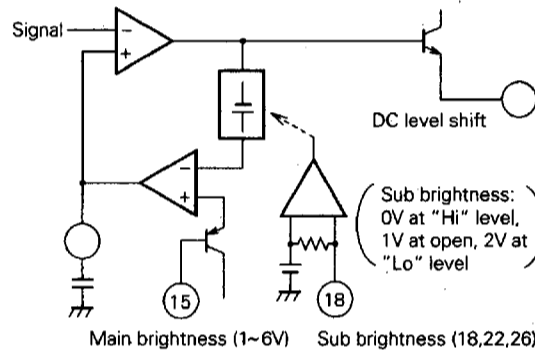 Signal
−
+
DC level shift
−
+
Sub brightness:
0V at "Hi" level,
1V at open, 2V at
"Lo" level
15
18
Main brightness (1~6V)
Sub brightness (18,22,26)